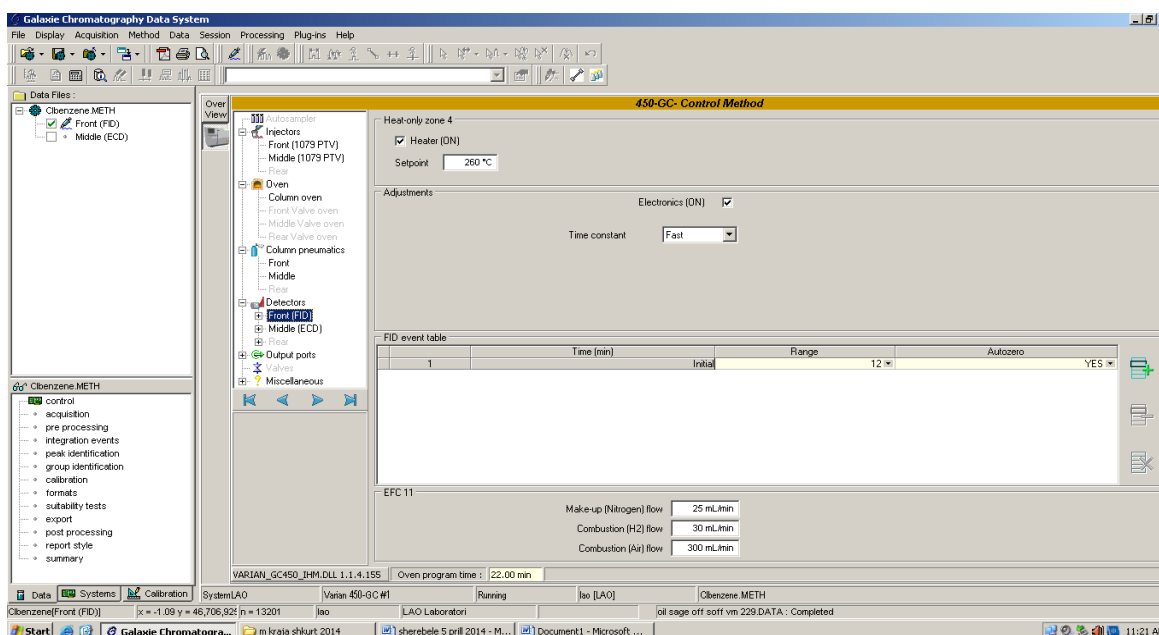 Galaxie Chromatography Data System
File Display Acquisition Method Data Session Processing Plug-ins Help
Data Files :
Clbenzene.METH
Front (FID)
Middle (ECD)
Over View
450-GC- Control Method
Autosampler
Injectors
Front (1079 PTV)
Middle (1079 PTV)
Rear
Oven
Column oven
Front Valve oven
Middle Valve oven
Rear Valve oven
Column pneumatics
Front
Middle
Rear
Detectors
Front (FID)
Middle (ECD)
Rear
Output ports
Valves
Miscellaneous
Heat-only zone 4
Heater (ON)
Setpoint 260 °C
Adjustments
Electronics (ON)
Time constant Fast
FID event table
Time (min) Range Autozero
1 Initial 12 YES
EFC 11
Make-up (Nitrogen) flow 25 mL/min
Combustion (H2) flow 30 mL/min
Combustion (Air) flow 300 mL/min
Clbenzene.METH
control
acquisition
pre processing
integration events
peak identification
group identification
calibration
formats
suitability tests
export
post processing
report style
summary
VARIAN_GC450_IHM.DLL 1.1.4.155 Oven program time : 22.00 min
Data Systems Calibration SystemLAO Varian 450-GC #1 Running lao [LAO] Clbenzene.METH
Clbenzene[Front (FID)] x = -1.09 y = 46,706,925 n = 13201 lao LAO Laboratori oil sage off soff vm 229.DATA : Completed
Start Galaxie Chromatogra... m kraja shkurt 2014 sherebele 5 prill 2014 - M... Document1 - Microsoft ... 11:21 A